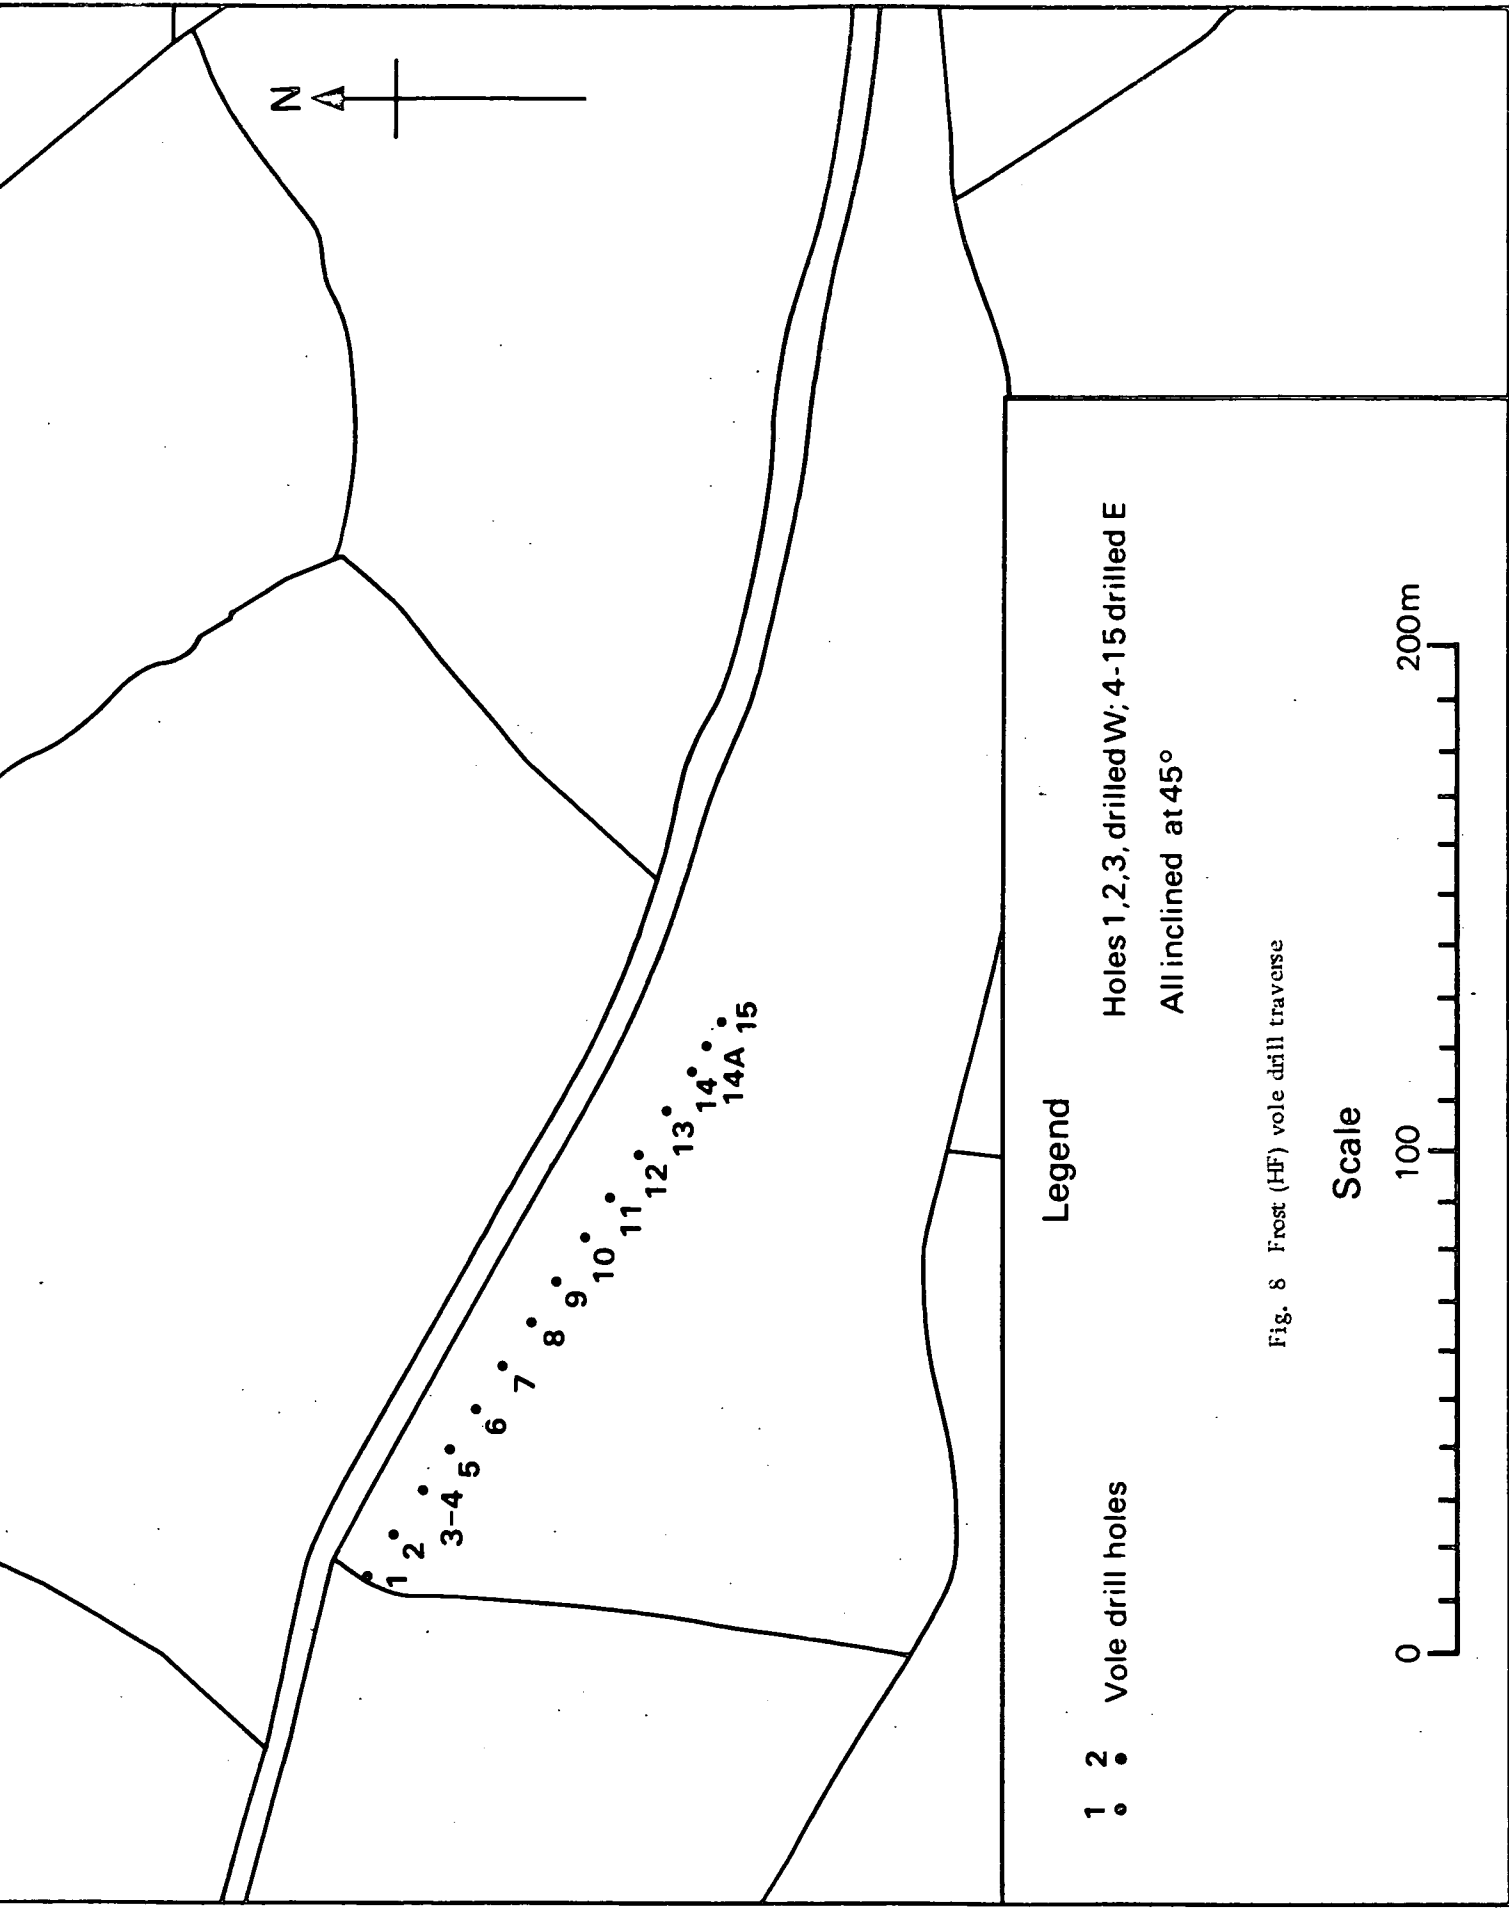 N
1
2
3-4
5
6
7
8
9
10
11
12
13
14
14A
15
Legend
1 2 Vole drill holes
Holes 1,2,3, drilled W; 4-15 drilled E
All inclined at 45°
Fig. 8 Frost (HF) vole drill traverse
Scale
0 100 200m